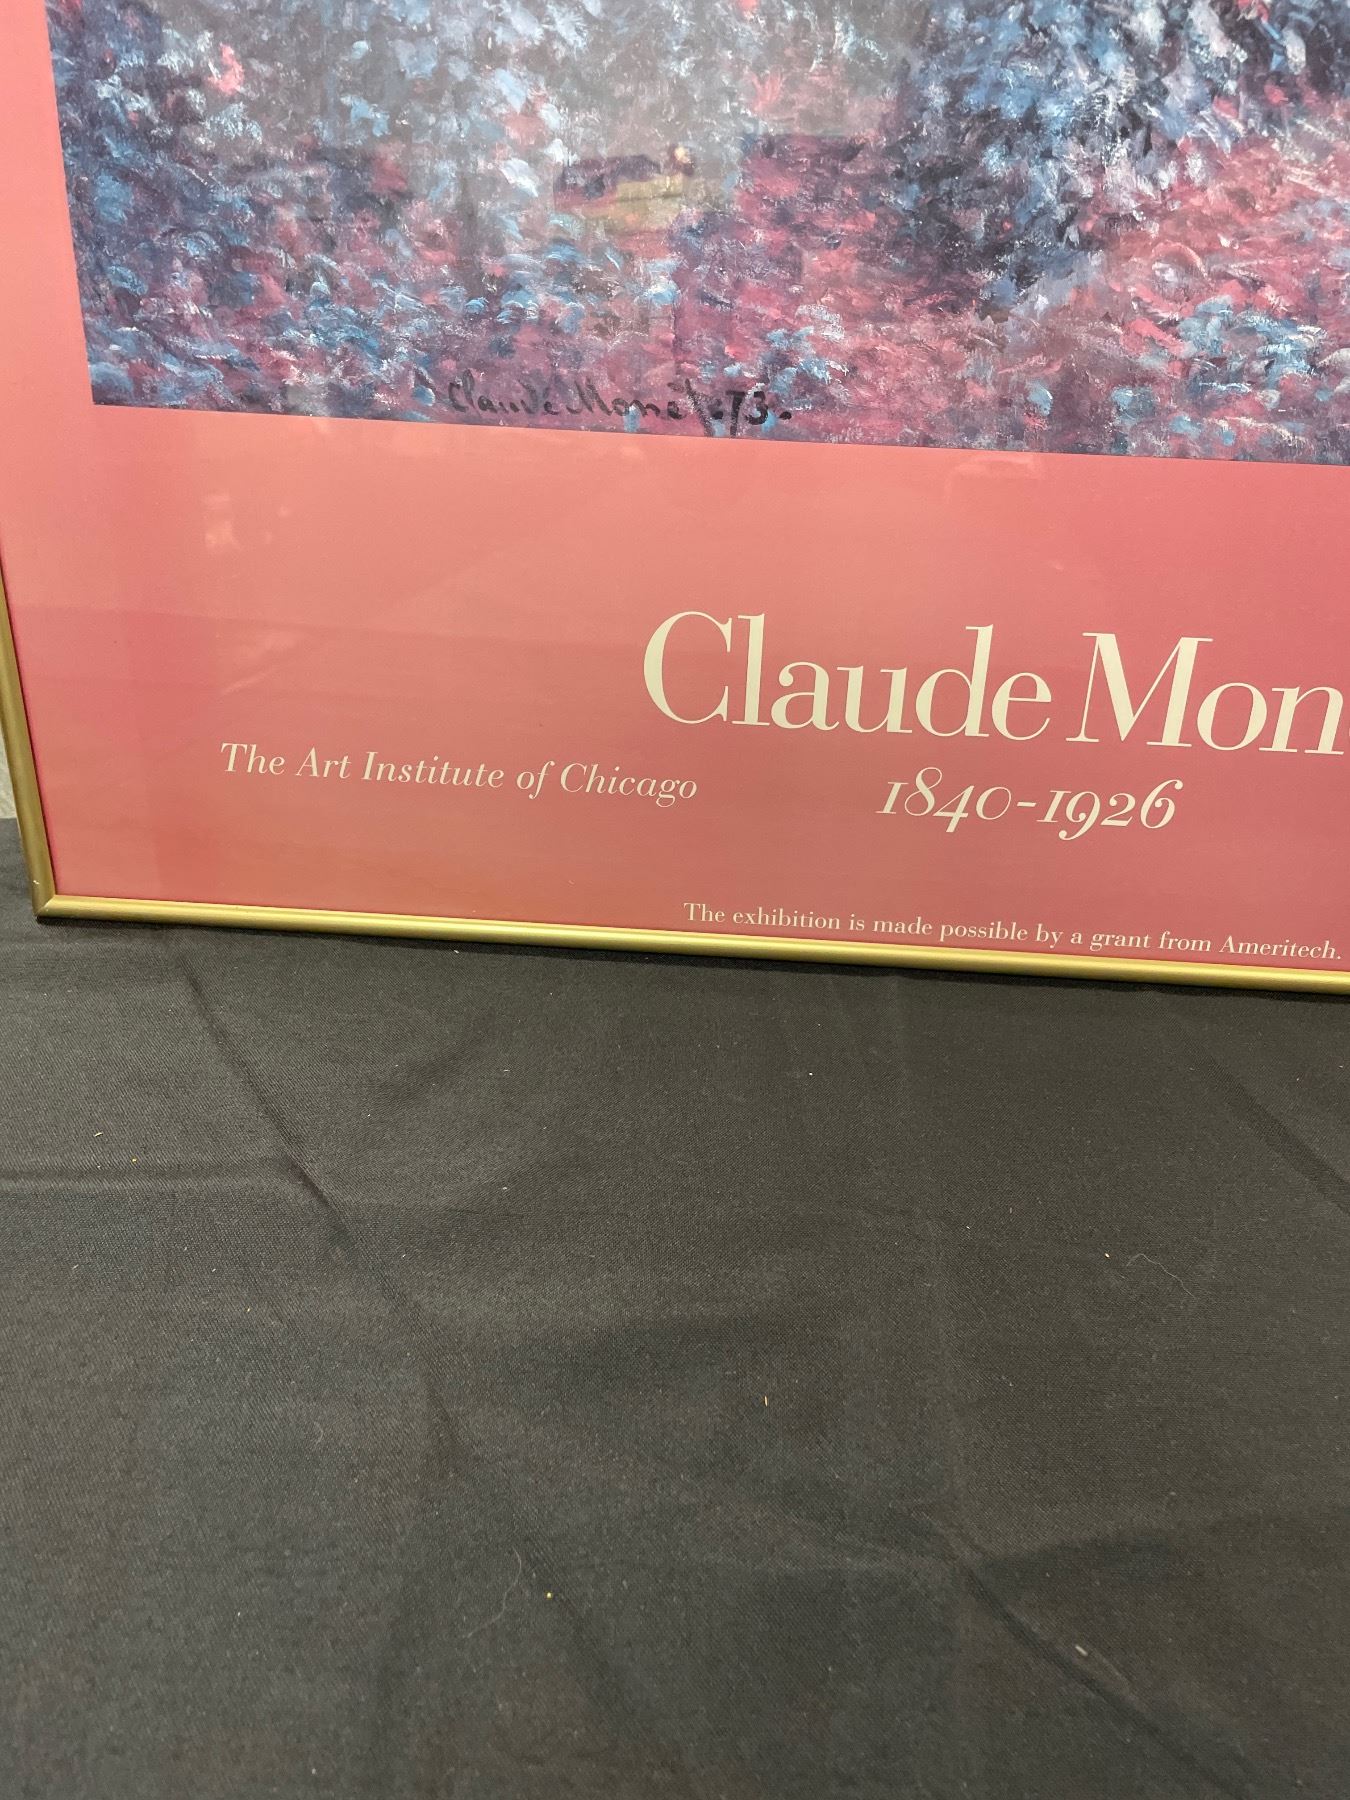 Claude Monet .73.
Claude Mon
The Art Institute of Chicago
1840-1926
The exhibition is made possible by a grant from Ameritech.